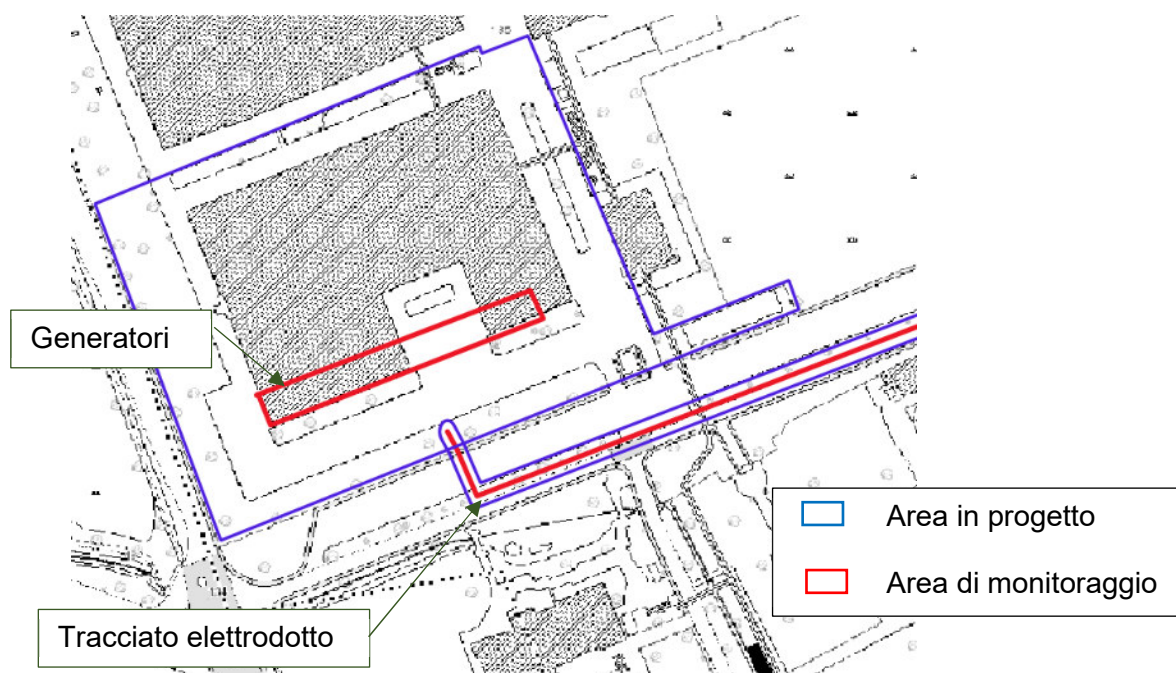 Generatori
Area in progetto
Area di monitoraggio
Tracciato elettrodotto